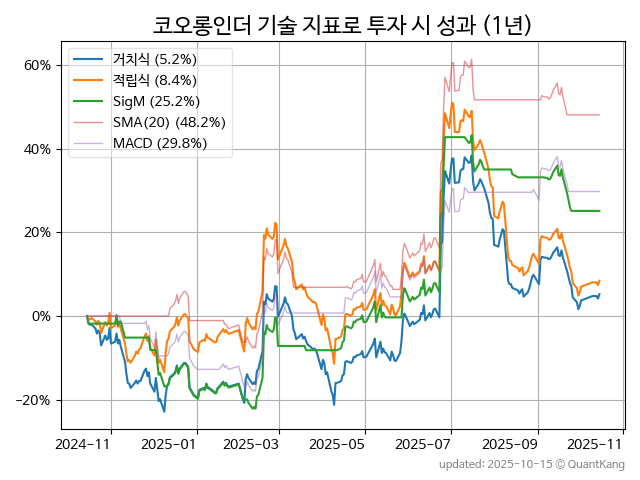 코오롱인더 기술 지표로 투자 시 성과 (1년)
거치식 (5.2%)
적립식 (8.4%)
SigM (25.2%)
SMA(20) (48.2%)
MACD (29.8%)
60%
40%
20%
0%
−20%
2024-11 2025-01 2025-03 2025-05 2025-07 2025-09 2025-11
updated: 2025-10-15 © QuantKang